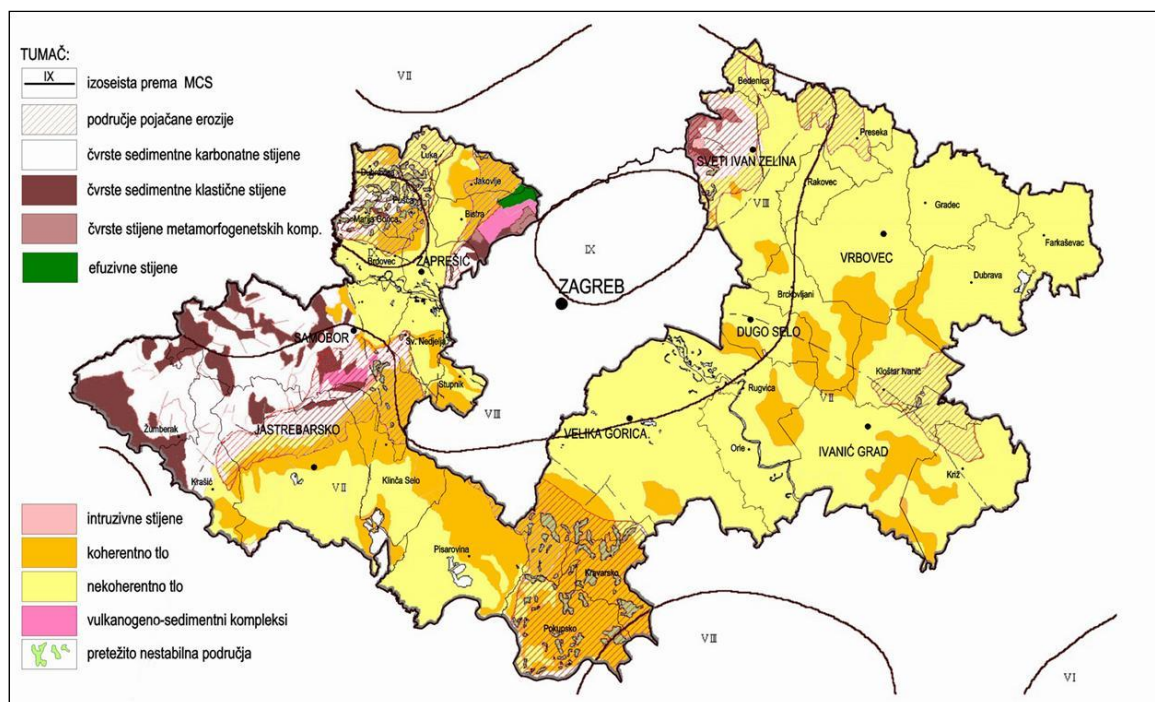 TUMAČ:
IX
izoseista prema MCS
područje pojačane erozije
čvrste sedimentne karbonatne stijene
čvrste sedimentne klastične stijene
čvrste stijene metamorfogenetskih komp.
efuzivne stijene
intruzivne stijene
koherentno tlo
nekoherentno tlo
vulkanogeno-sedimentni kompleksi
pretežito nestabilna područja
VII
Bedenica
Preseka
SVETI IVAN ZELINA
Rakovec
VIII
Gradec
Farkaševac
VRBOVEC
Dubrava
Luka
Dubravica
Jakovlje
Pušća
Marija Gorica
Bistra
Brdovec
ZAPREŠIĆ
IX
ZAGREB
Brckovljani
DUGO SELO
SAMOBOR
Sv. Nedjelja
Stupnik
Rugvica
Kloštar Ivanić
VII
VIII
Žumberak
JASTREBARSKO
VELIKA GORICA
IVANIĆ GRAD
Orle
Križ
Krašić
VII
Klinča Selo
Pisarovina
Kravarsko
Pokupsko
VIII
VI